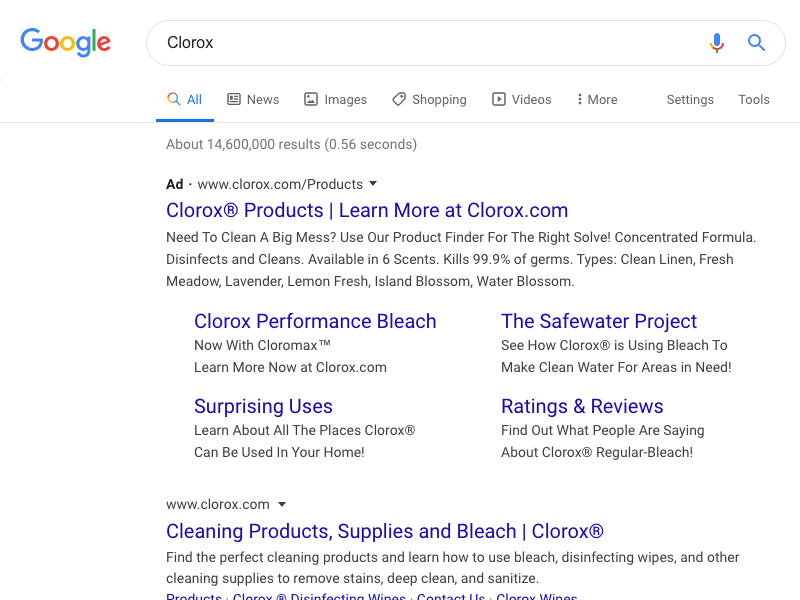 Google
Clorox
All News Images Shopping Videos More Settings Tools
About 14,600,000 results (0.56 seconds)
Ad · www.clorox.com/Products
Clorox® Products | Learn More at Clorox.com
Need To Clean A Big Mess? Use Our Product Finder For The Right Solve! Concentrated Formula.
Disinfects and Cleans. Available in 6 Scents. Kills 99.9% of germs. Types: Clean Linen, Fresh
Meadow, Lavender, Lemon Fresh, Island Blossom, Water Blossom.
Clorox Performance Bleach
Now With Cloromax™
Learn More Now at Clorox.com
The Safewater Project
See How Clorox® is Using Bleach To
Make Clean Water For Areas in Need!
Surprising Uses
Learn About All The Places Clorox®
Can Be Used In Your Home!
Ratings & Reviews
Find Out What People Are Saying
About Clorox® Regular-Bleach!
www.clorox.com
Cleaning Products, Supplies and Bleach | Clorox®
Find the perfect cleaning products and learn how to use bleach, disinfecting wipes, and other
cleaning supplies to remove stains, deep clean, and sanitize.
Products · Clorox ® Disinfecting Wipes · Contact Us · Clorox Wipes